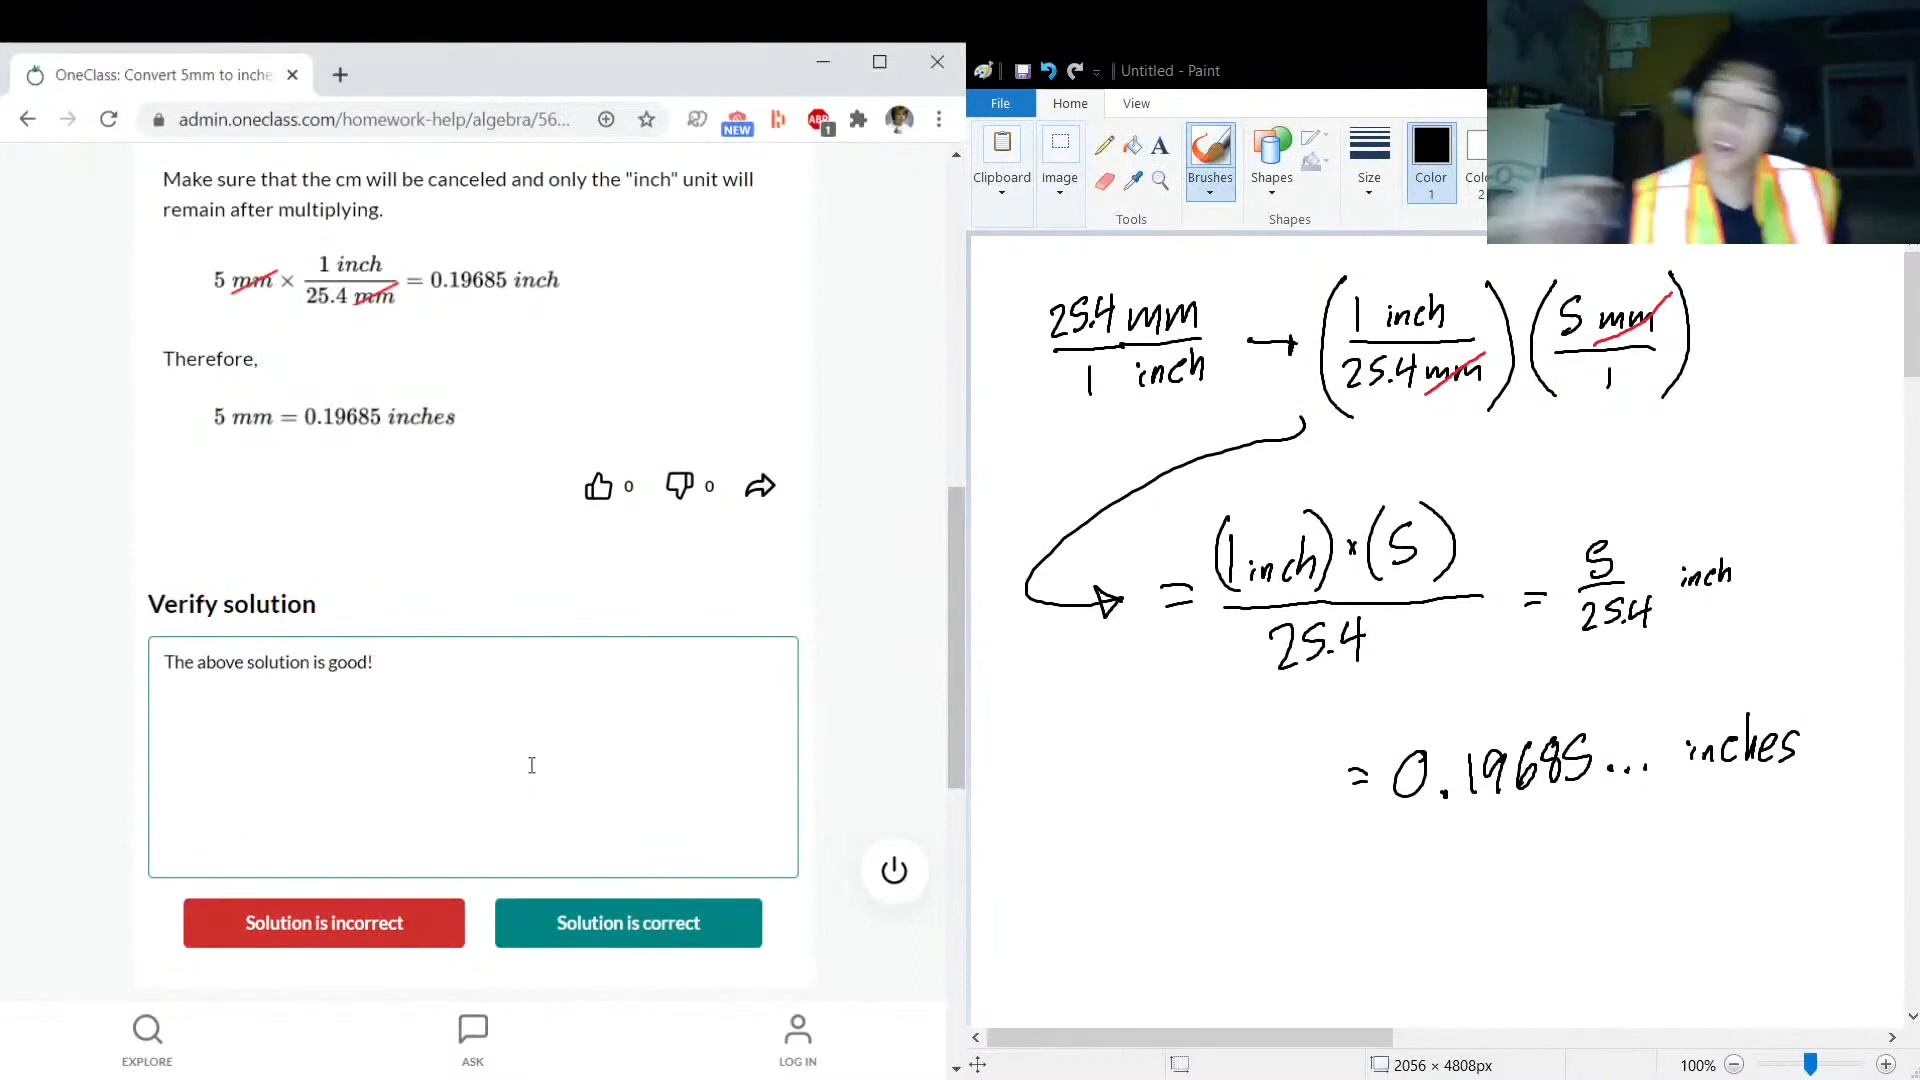 OneClass: Convert 5mm to inche
admin.oneclass.com/homework-help/algebra/56...
NEW
ABP
1
Make sure that the cm will be canceled and only the "inch" unit will
remain after multiplying.
5 mm × 1 inch / 25.4 mm = 0.19685 inch
Therefore,
5 mm = 0.19685 inches
0
0
Verify solution
The above solution is good!
Solution is incorrect
Solution is correct
EXPLORE
ASK
LOG IN
Untitled - Paint
File
Home
View
Clipboard
Image
Tools
Brushes
Shapes
Shapes
Size
Color
1
Colo
2
25.4 mm / 1 inch → (1 inch / 25.4 mm) (5 mm / 1)
= (1 inch) × (5) / 25.4 = 5 / 25.4 inch
= 0.19685... inches
2056 × 4808px
100%